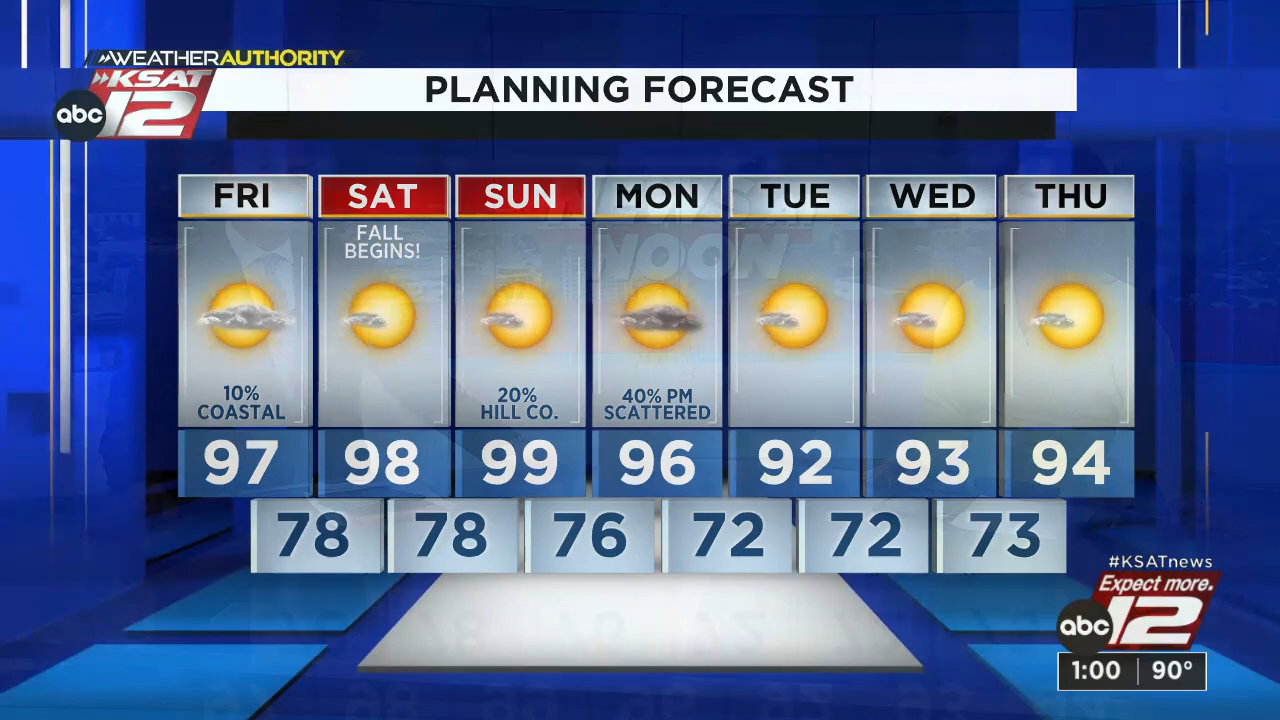 WEATHERAUTHORITY
KSAT
abc 12
PLANNING FORECAST
FRI SAT SUN MON TUE WED THU
FALL
BEGINS!
NOON
10%
COASTAL
20%
HILL CO.
40% PM
SCATTERED
97 98 99 96 92 93 94
78 78 76 72 72 73
#KSATnews
Expect more.
abc 12
1:00 90°